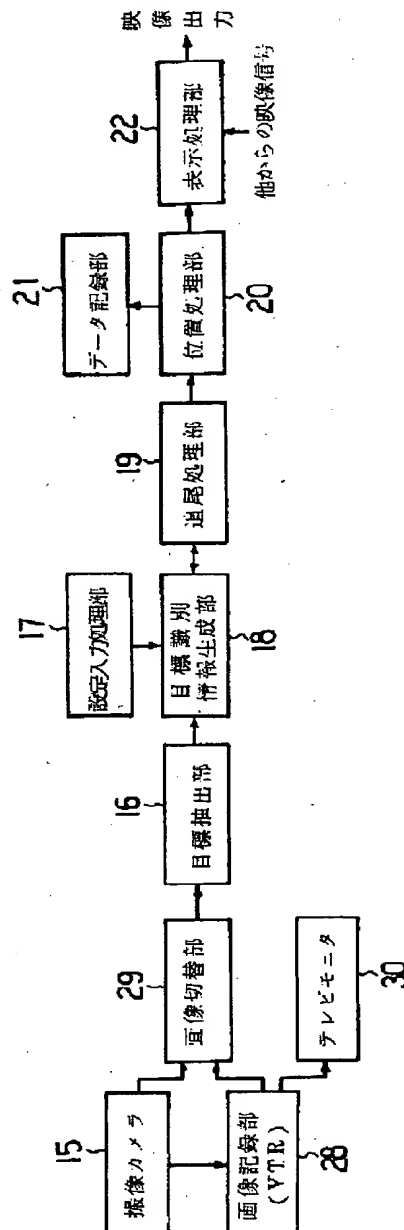 15
撮像カメラ
画像記録部
(VTR)
28
29
画像切替部
テレビモニタ
30
16
目標抽出部
17
設定入力処理部
目標識別
情報生成部
18
19
追尾処理部
21
データ記録部
位置処理部
20
22
表示処理部
他からの映像信号
映像出力